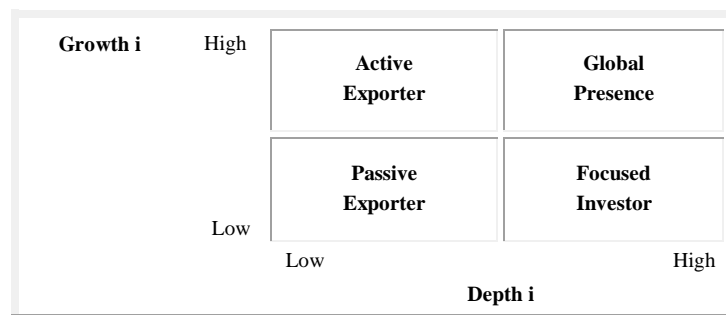 Growth i High
Active Global
Exporter Presence
Passive Focused
Exporter Investor
Low
Low High
Depth i